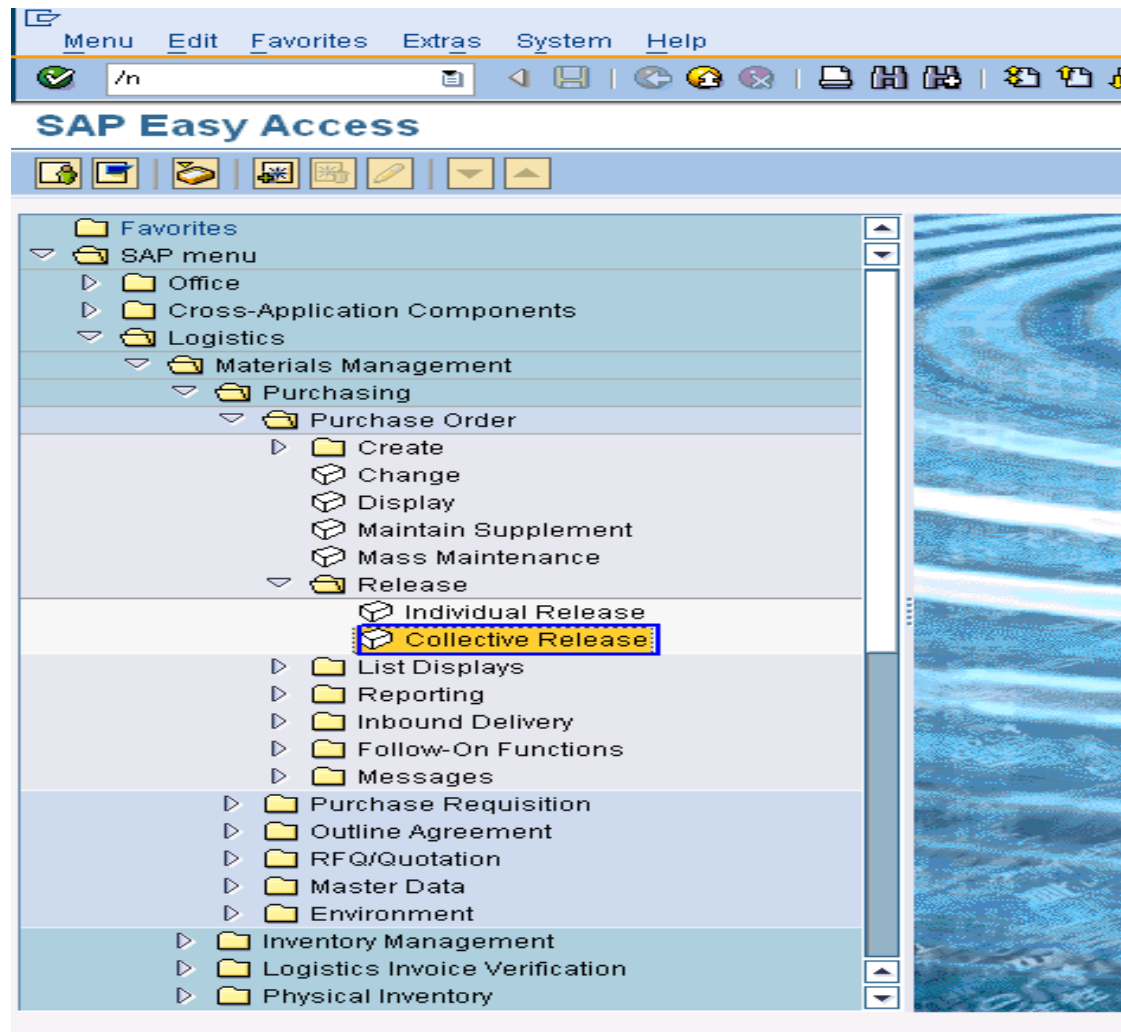 Menu Edit Favorites Extras System Help
/n
SAP Easy Access
Favorites
SAP menu
Office
Cross-Application Components
Logistics
Materials Management
Purchasing
Purchase Order
Create
Change
Display
Maintain Supplement
Mass Maintenance
Release
Individual Release
Collective Release
List Displays
Reporting
Inbound Delivery
Follow-On Functions
Messages
Purchase Requisition
Outline Agreement
RFQ/Quotation
Master Data
Environment
Inventory Management
Logistics Invoice Verification
Physical Inventory